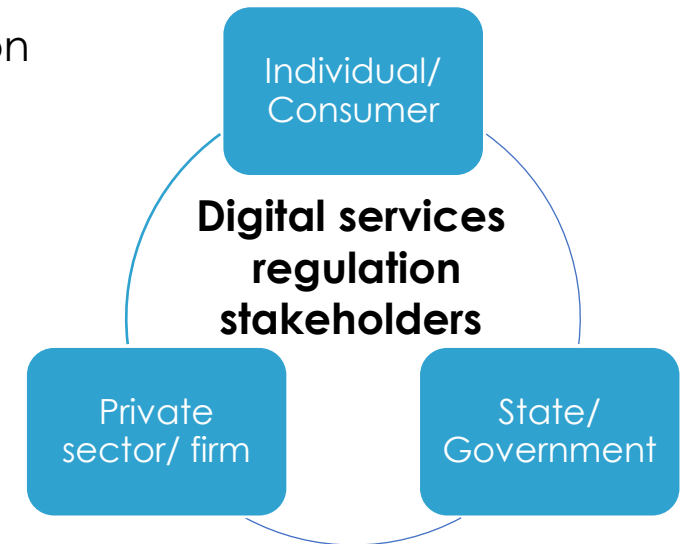 on
Individual/
Consumer
Digital services
regulation
stakeholders
Private
sector/ firm
State/
Government